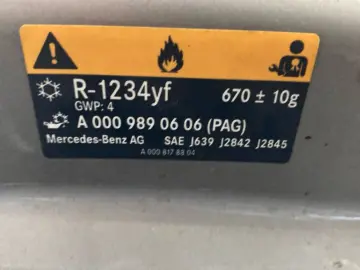 R-1234yf 670 ± 10g
GWP: 4
A 000 989 06 06 (PAG)
Mercedes-Benz AG SAE J639 J2842 J2845
A 000 817 88 04